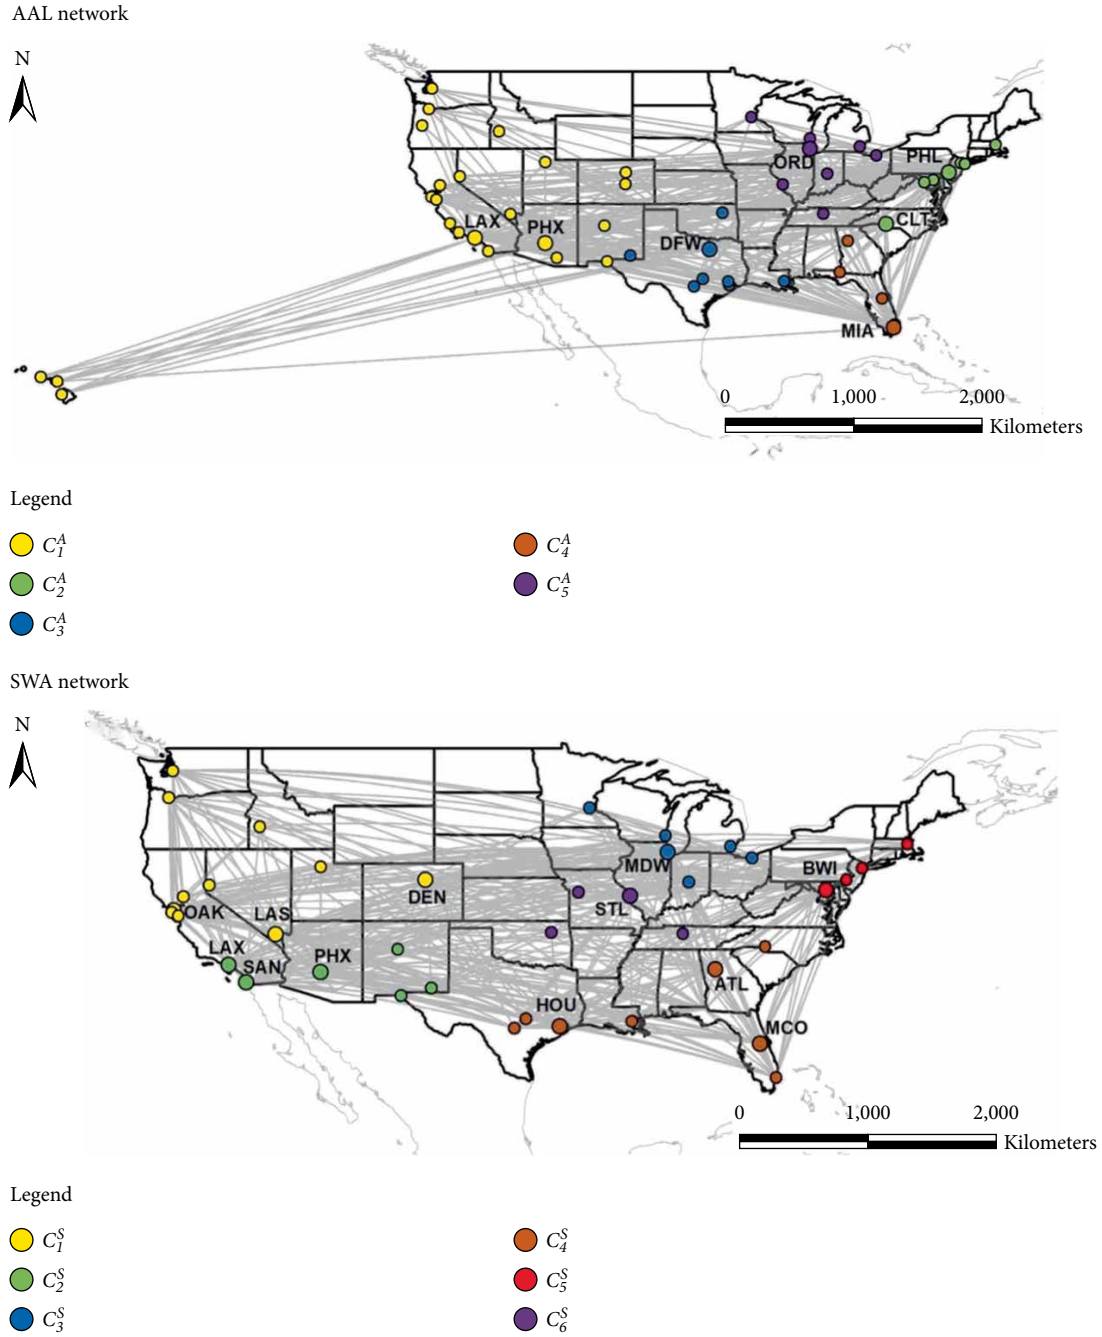 AAL network
N
ORD
PHL
CLT
LAX
PHX
DFW
MIA
0 1,000 2,000
Kilometers
Legend
C₁ᴬ
C₂ᴬ
C₃ᴬ
C₄ᴬ
C₅ᴬ
SWA network
N
MDW
BWI
DEN
STL
OAK
LAS
LAX
SAN
PHX
ATL
HOU
MCO
0 1,000 2,000
Kilometers
Legend
C₁ˢ
C₂ˢ
C₃ˢ
C₄ˢ
C₅ˢ
C₆ˢ